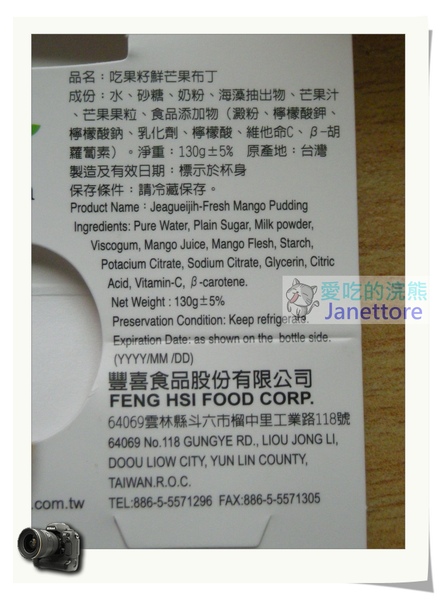 品名：吃果籽鮮芒果布丁
成份：水、砂糖、奶粉、海藻抽出物、芒果汁
、芒果果粒、食品添加物（澱粉、檸檬酸鉀、
檸檬酸鈉、乳化劑、檸檬酸、維他命C、β-胡
蘿蔔素）。淨重：130g±5% 原產地：台灣
製造及有效日期：標示於杯身
保存條件：請冷藏保存。
Product Name：Jeagueijih-Fresh Mango Pudding
Ingredients: Pure Water, Plain Sugar, Milk powder,
Viscogum, Mango Juice, Mango Flesh, Starch,
Potacium Citrate, Sodium Citrate, Glycerin, Citric
Acid, Vitamin-C, β-carotene.
Net Weight : 130g±5%
Preservation Condition: Keep refrigerate.
Expiration Date: as shown on the bottle side.
(YYYY/MM /DD)
愛吃的浣熊
Janettore
豐喜食品股份有限公司
FENG HSI FOOD CORP.
64069雲林縣斗六市榴中里工業路118號
64069 No.118 GUNGYE RD., LIOU JONG LI,
DOOU LIOW CITY, YUN LIN COUNTY,
TAIWAN.R.O.C.
.com.tw
TEL:886-5-5571296 FAX:886-5-5571305